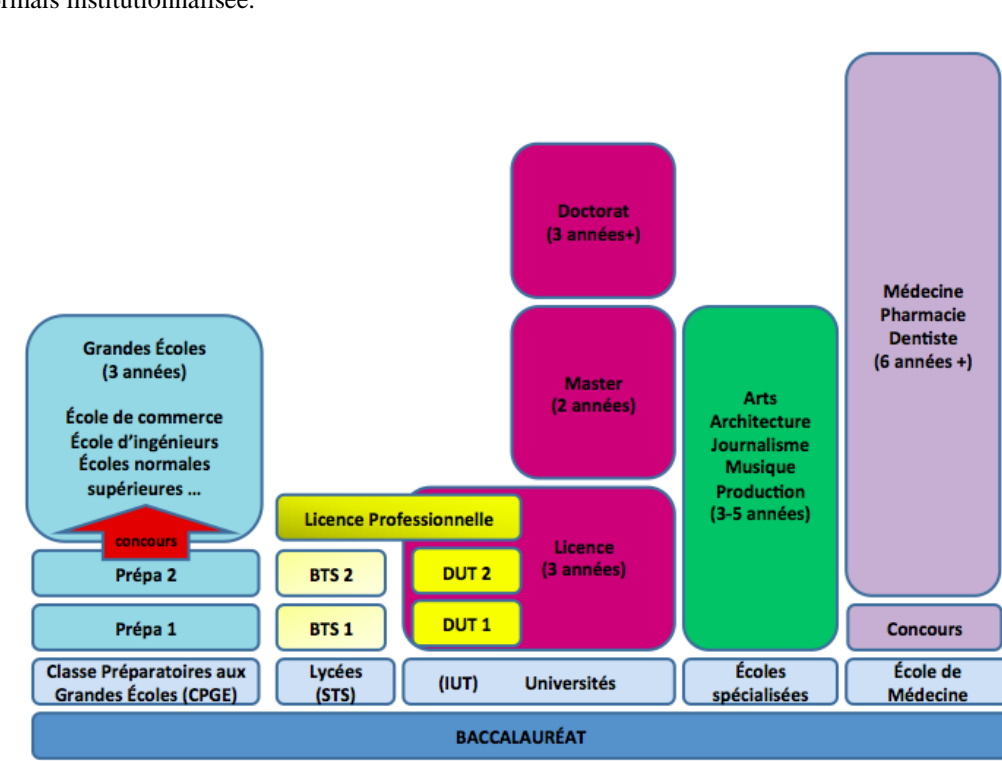 institutionnalisée.
Doctorat
(3 années+)
Médecine
Pharmacie
Dentiste
(6 années +)
Grandes Écoles
(3 années)
École de commerce
École d'ingénieurs
Écoles normales
supérieures ...
concours
Master
(2 années)
Arts
Architecture
Journalisme
Musique
Production
(3-5 années)
Licence Professionnelle
Licence
(3 années)
Prépa 2
BTS 2
DUT 2
Prépa 1
BTS 1
DUT 1
Concours
Classe Préparatoires aux
Grandes Écoles (CPGE)
Lycées
(STS)
(IUT) Universités
Écoles
spécialisées
École de
Médecine
BACCALAURÉAT